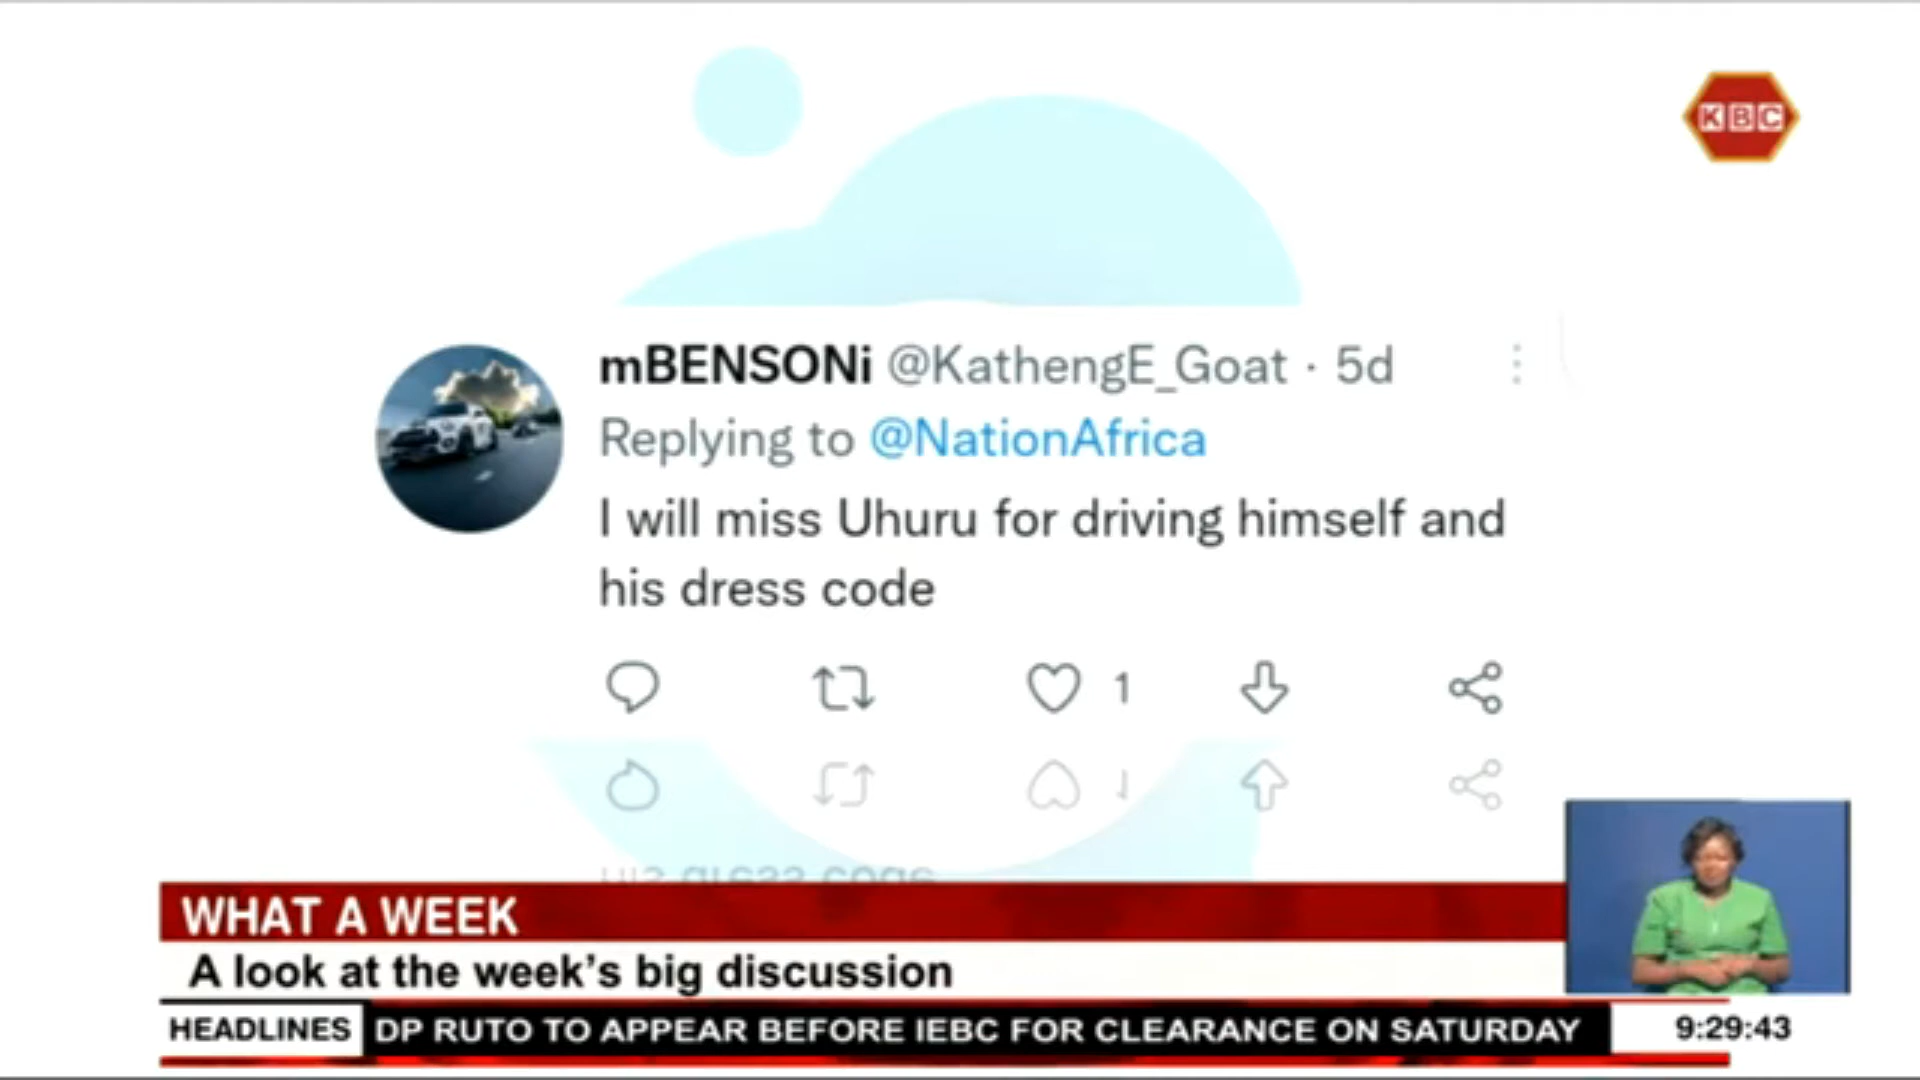 KBC
mBENSONi @KathengE_Goat · 5d
Replying to @NationAfrica
I will miss Uhuru for driving himself and
his dress code
1
WHAT A WEEK
A look at the week's big discussion
HEADLINES DP RUTO TO APPEAR BEFORE IEBC FOR CLEARANCE ON SATURDAY 9:29:43